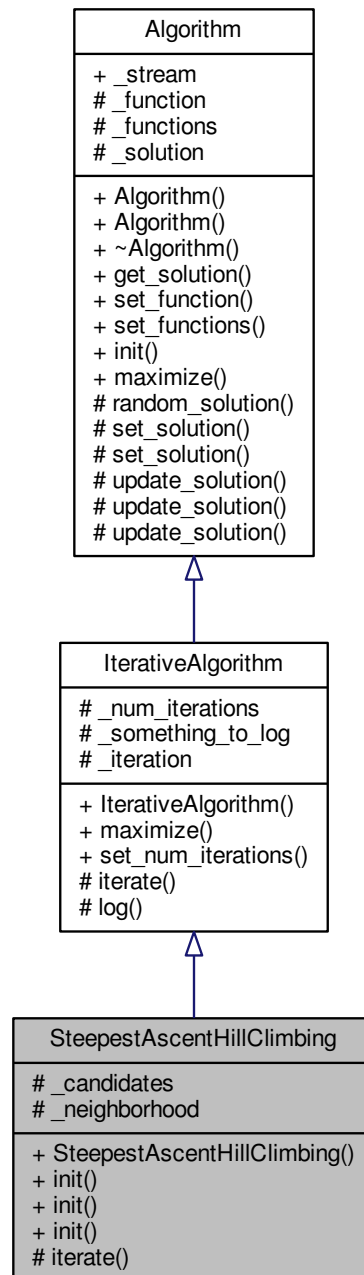 Algorithm
+ _stream
# _function
# _functions
# _solution
+ Algorithm()
+ Algorithm()
+ ~Algorithm()
+ get_solution()
+ set_function()
+ set_functions()
+ init()
+ maximize()
# random_solution()
# set_solution()
# set_solution()
# update_solution()
# update_solution()
# update_solution()
IterativeAlgorithm
# _num_iterations
# _something_to_log
# _iteration
+ IterativeAlgorithm()
+ maximize()
+ set_num_iterations()
# iterate()
# log()
SteepestAscentHillClimbing
# _candidates
# _neighborhood
+ SteepestAscentHillClimbing()
+ init()
+ init()
+ init()
# iterate()